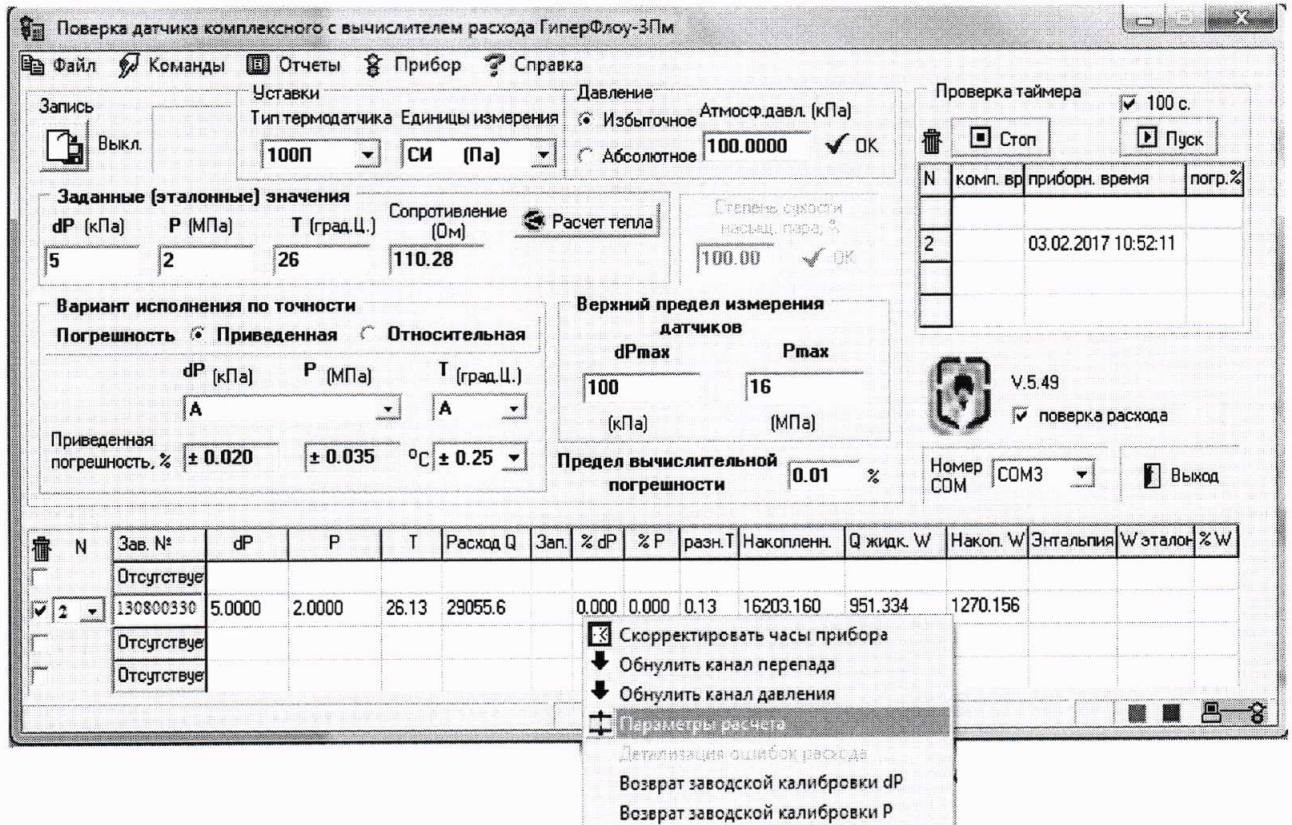 Поверка датчика комплексного с вычислителем расхода ГиперФлоу-3Пм
Файл Команды Отчеты Прибор Справка
Запись
Выкл.
Уставки
Тип термодатчика Единицы измерения
100П СИ (Па)
Давление
Избыточное
Абсолютное
Атмосф.давл. (кПа)
100.0000 OK
Проверка таймера
100 с.
Стоп Пуск
N комп. вр приборн. время погр.%
2 03.02.2017 10:52:11
Заданные (эталонные) значения
dP (кПа) P (МПа) T (град.Ц.) Сопротивление (Ом)
Расчет тепла
5 2 26 110.28
Степень сухости
насыщ. пара, %
100.00 OK
Вариант исполнения по точности
Погрешность Приведенная Относительная
dP (кПа) P (МПа) T (град.Ц.)
A A
Приведенная
погрешность, % ± 0.020 ± 0.035 °C ± 0.25
Верхний предел измерения
датчиков
dPmax Pmax
100 16
(кПа) (МПа)
Предел вычислительной
погрешности
0.01 %
V.5.49
поверка расхода
Номер
COM
COM3
Выход
N Зав. № dP P T Расход Q Зап. % dP % P разн.T Накопленн. Q жидк. W Накоп. W Энтальпия W эталон % W
Отсутствуе
2 130800330 5.0000 2.0000 26.13 29055.6 0.000 0.000 0.13 16203.160 951.334 1270.156
Отсутствуе
Отсутствуе
Скорректировать часы прибора
Обнулить канал перепада
Обнулить канал давления
Параметры расчета
Детализация ошибок расхода
Возврат заводской калибровки dP
Возврат заводской калибровки P